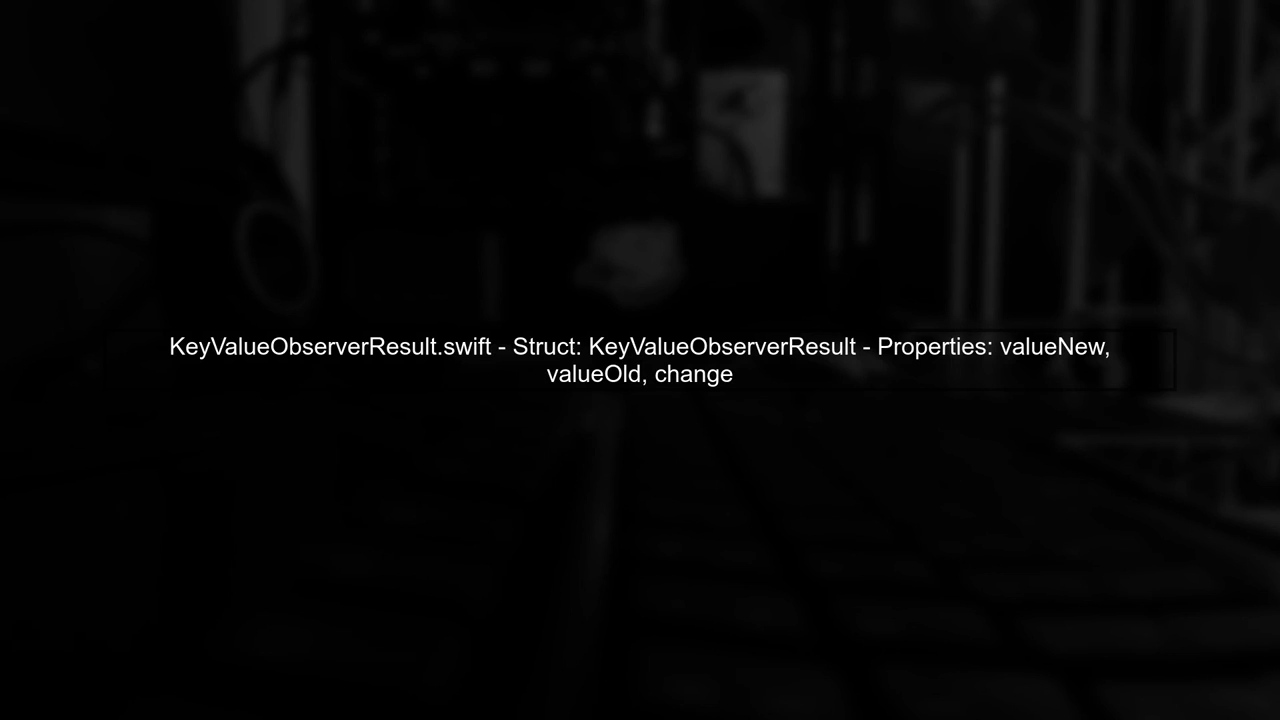 KeyValueObserverResult.swift - Struct: KeyValueObserverResult - Properties: valueNew,
valueOld, change